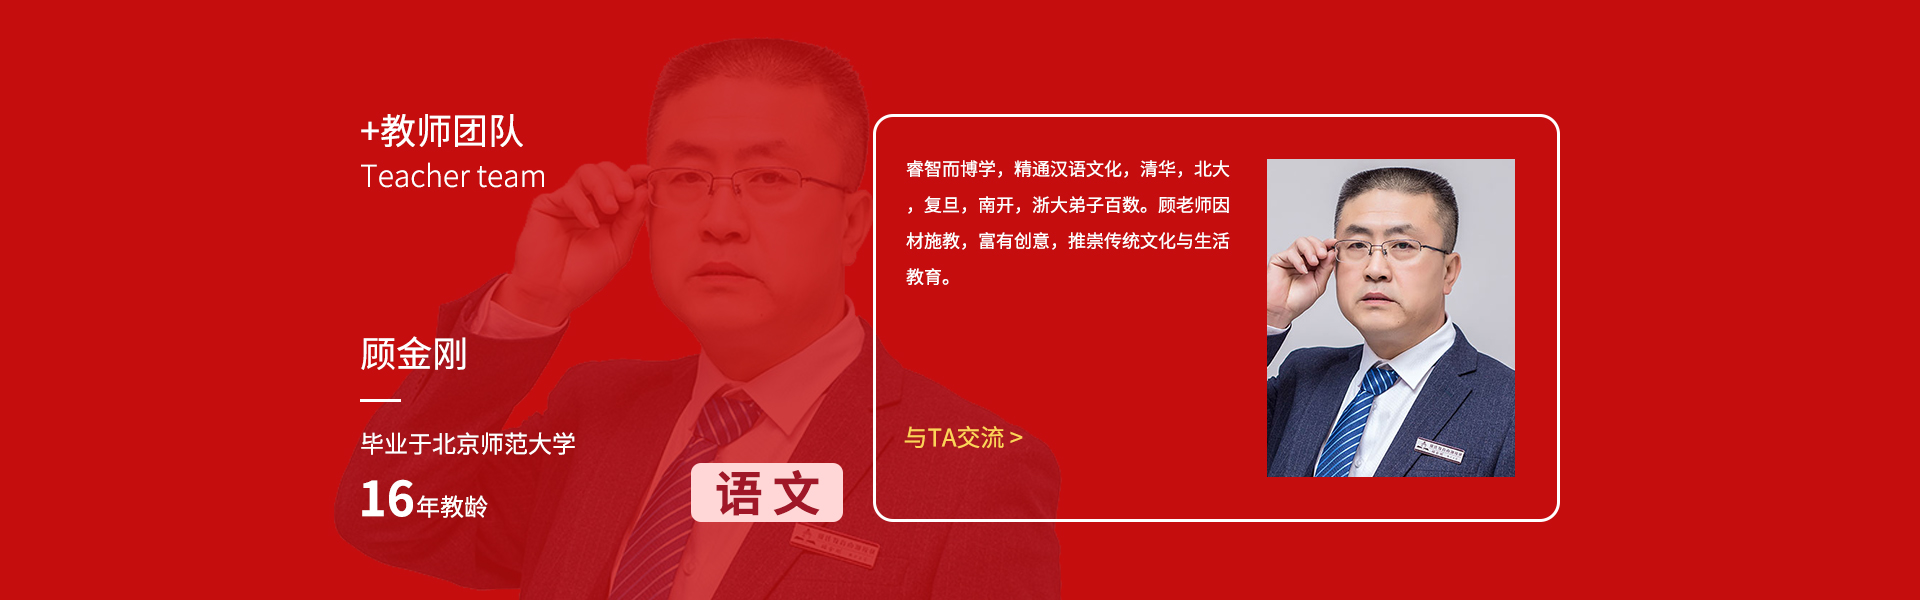 +教师团队
Teacher team
顾金刚
毕业于北京师范大学
16年教龄
语文
睿智而博学，精通汉语文化，清华，北大
，复旦，南开，浙大弟子百数。顾老师因
材施教，富有创意，推崇传统文化与生活
教育。
与TA交流 >